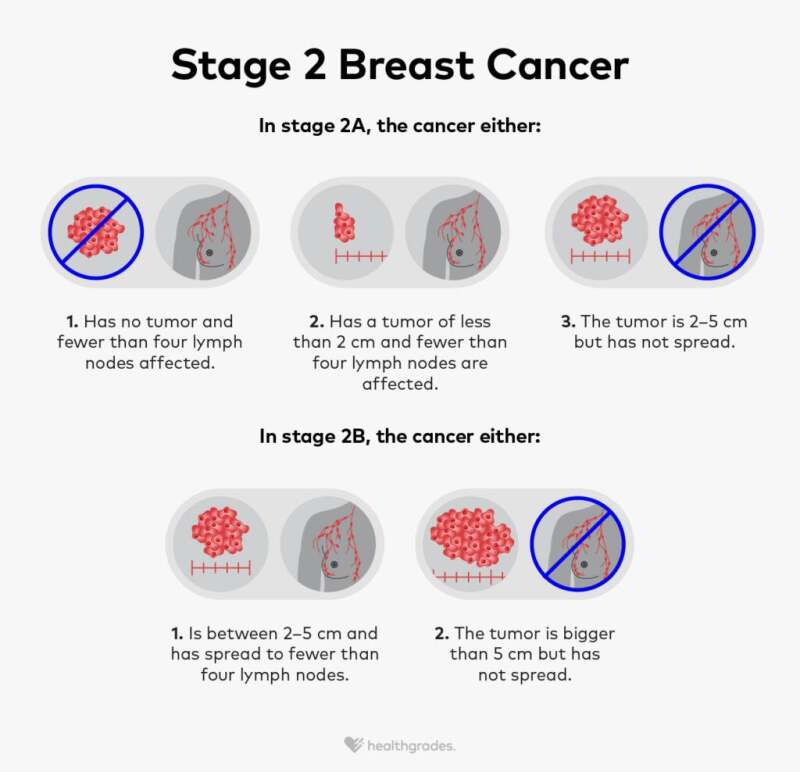 Stage 2 Breast Cancer
In stage 2A, the cancer either:
1. Has no tumor and
fewer than four lymph
nodes affected.
2. Has a tumor of less
than 2 cm and fewer than
four lymph nodes are
affected.
3. The tumor is 2–5 cm
but has not spread.
In stage 2B, the cancer either:
1. Is between 2–5 cm and
has spread to fewer than
four lymph nodes.
2. The tumor is bigger
than 5 cm but has
not spread.
healthgrades.